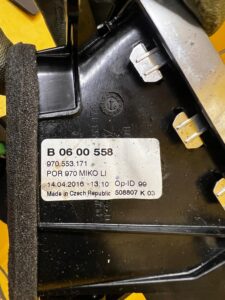 B 06 00 558
970.553.171
POR 970 MIKO LI
14.04.2016 - 13:10 Op-ID 99
Made in Czech Republic 508807 K 03